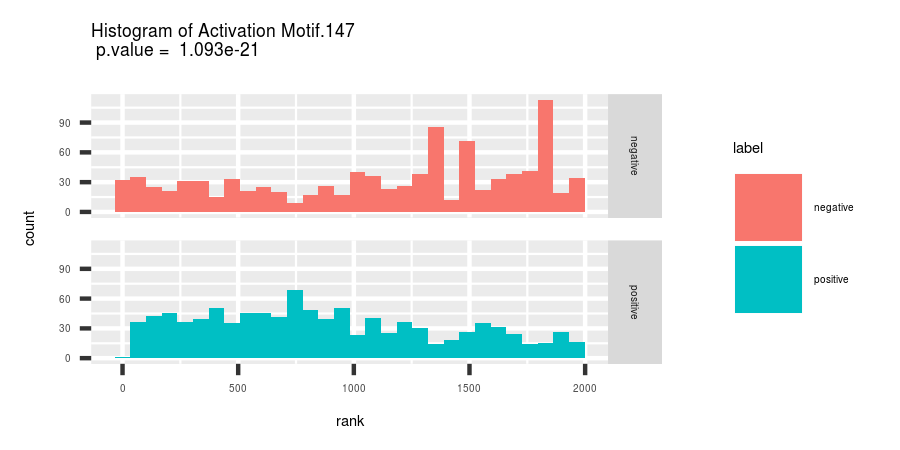 Histogram of Activation Motif.147
p.value = 1.093e-21
count
90
60
30
0
negative
90
60
30
0
positive
0
500
1000
1500
2000
rank
label
negative
positive